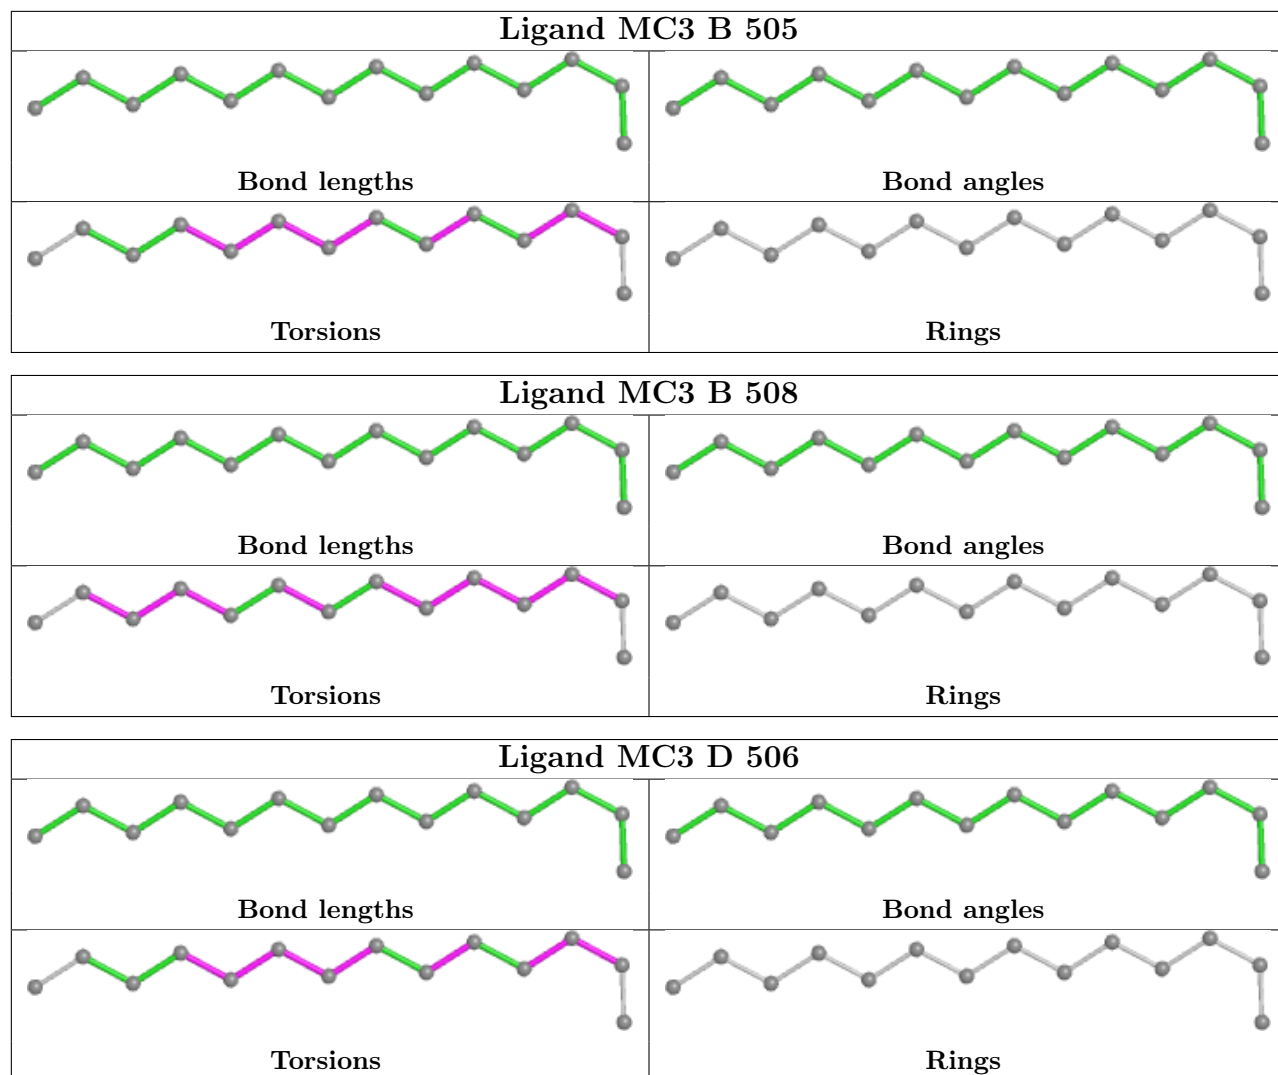 Ligand MC3 B 505
Bond lengths
Bond angles
Torsions
Rings
Ligand MC3 B 508
Bond lengths
Bond angles
Torsions
Rings
Ligand MC3 D 506
Bond lengths
Bond angles
Torsions
Rings